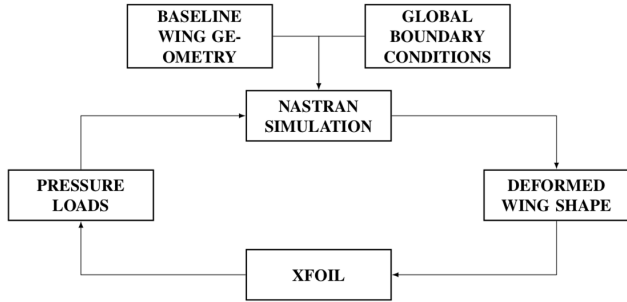 BASELINE
WING GE-
OMETRY
GLOBAL
BOUNDARY
CONDITIONS
NASTRAN
SIMULATION
PRESSURE
LOADS
DEFORMED
WING SHAPE
XFOIL